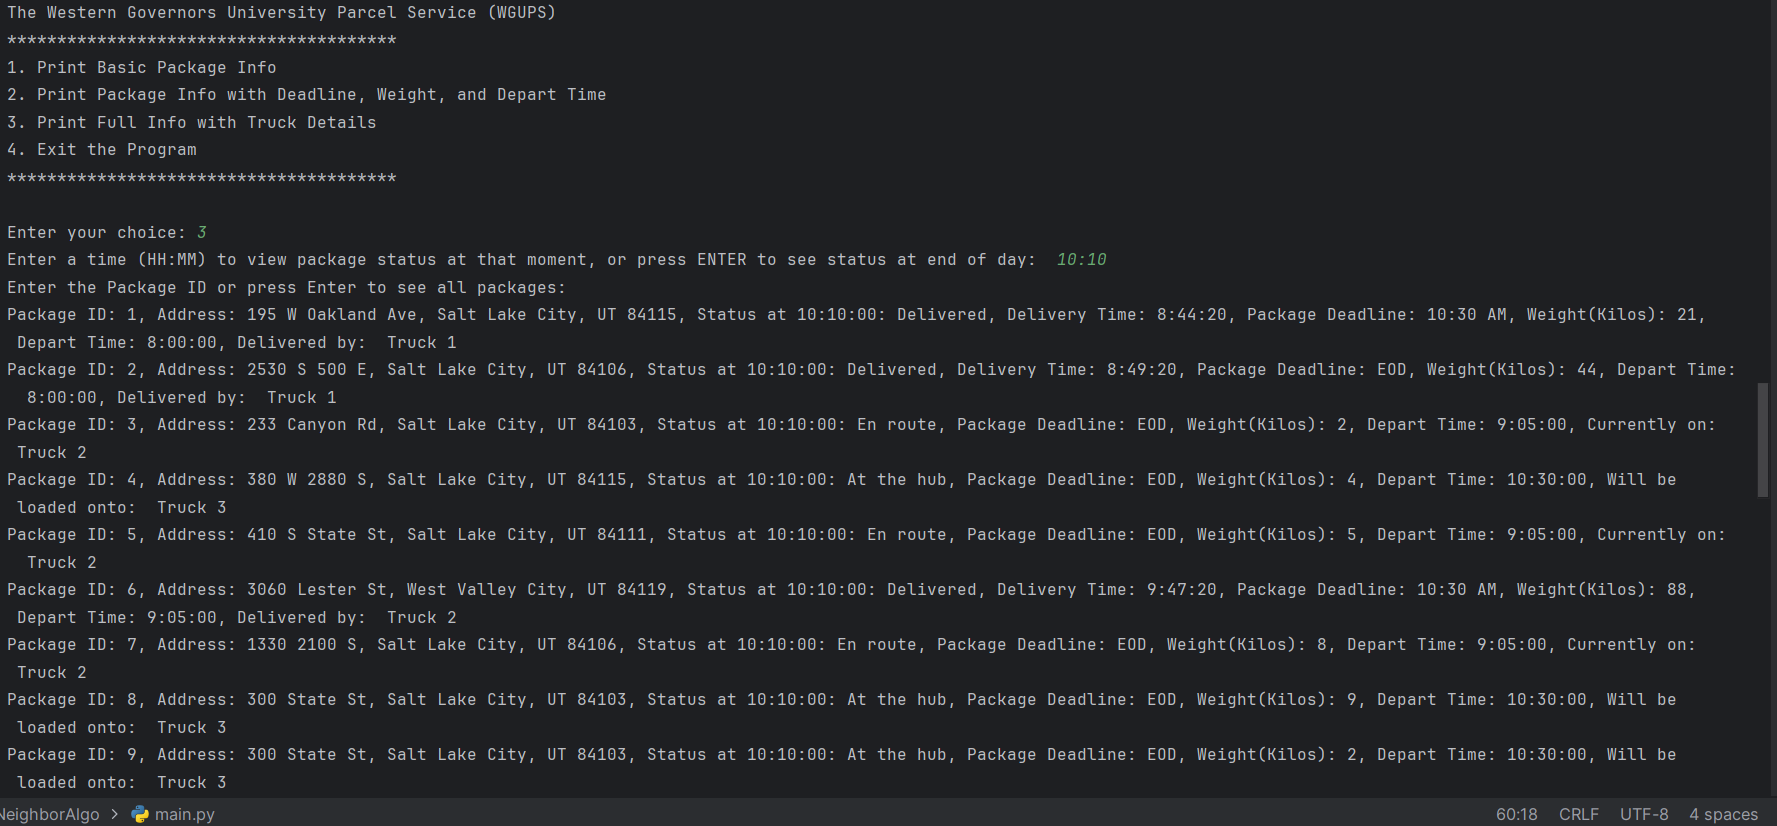 The Western Governors University Parcel Service (WGUPS)
***************************************
1. Print Basic Package Info
2. Print Package Info with Deadline, Weight, and Depart Time
3. Print Full Info with Truck Details
4. Exit the Program
***************************************
Enter your choice: 3
Enter a time (HH:MM) to view package status at that moment, or press ENTER to see status at end of day:  10:10
Enter the Package ID or press Enter to see all packages:
Package ID: 1, Address: 195 W Oakland Ave, Salt Lake City, UT 84115, Status at 10:10:00: Delivered, Delivery Time: 8:44:20, Package Deadline: 10:30 AM, Weight(Kilos): 21,
Depart Time: 8:00:00, Delivered by:  Truck 1
Package ID: 2, Address: 2530 S 500 E, Salt Lake City, UT 84106, Status at 10:10:00: Delivered, Delivery Time: 8:49:20, Package Deadline: EOD, Weight(Kilos): 44, Depart Time:
8:00:00, Delivered by:  Truck 1
Package ID: 3, Address: 233 Canyon Rd, Salt Lake City, UT 84103, Status at 10:10:00: En route, Package Deadline: EOD, Weight(Kilos): 2, Depart Time: 9:05:00, Currently on:
Truck 2
Package ID: 4, Address: 380 W 2880 S, Salt Lake City, UT 84115, Status at 10:10:00: At the hub, Package Deadline: EOD, Weight(Kilos): 4, Depart Time: 10:30:00, Will be
loaded onto:  Truck 3
Package ID: 5, Address: 410 S State St, Salt Lake City, UT 84111, Status at 10:10:00: En route, Package Deadline: EOD, Weight(Kilos): 5, Depart Time: 9:05:00, Currently on:
Truck 2
Package ID: 6, Address: 3060 Lester St, West Valley City, UT 84119, Status at 10:10:00: Delivered, Delivery Time: 9:47:20, Package Deadline: 10:30 AM, Weight(Kilos): 88,
Depart Time: 9:05:00, Delivered by:  Truck 2
Package ID: 7, Address: 1330 2100 S, Salt Lake City, UT 84106, Status at 10:10:00: En route, Package Deadline: EOD, Weight(Kilos): 8, Depart Time: 9:05:00, Currently on:
Truck 2
Package ID: 8, Address: 300 State St, Salt Lake City, UT 84103, Status at 10:10:00: At the hub, Package Deadline: EOD, Weight(Kilos): 9, Depart Time: 10:30:00, Will be
loaded onto:  Truck 3
Package ID: 9, Address: 300 State St, Salt Lake City, UT 84103, Status at 10:10:00: At the hub, Package Deadline: EOD, Weight(Kilos): 2, Depart Time: 10:30:00, Will be
loaded onto:  Truck 3
NeighborAlgo > main.py 60:18 CRLF UTF-8 4 spaces